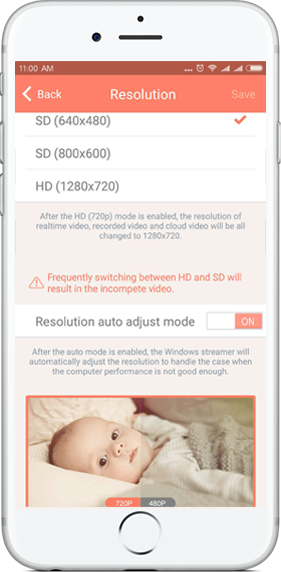 11:00 AM
Back
Resolution
Save
SD (640x480)
SD (800x600)
HD (1280x720)
After the HD (720p) mode is enabled, the resolution of
realtime video, recorded video and cloud video will be all
changed to 1280x720.
Frequently switching between HD and SD will
result in the incompete video.
Resolution auto adjust mode
ON
After the auto mode is enabled, the Windows streamer will
automatically adjust the resolution to handle the case when
the computer performance is not good enough.
720P
480P